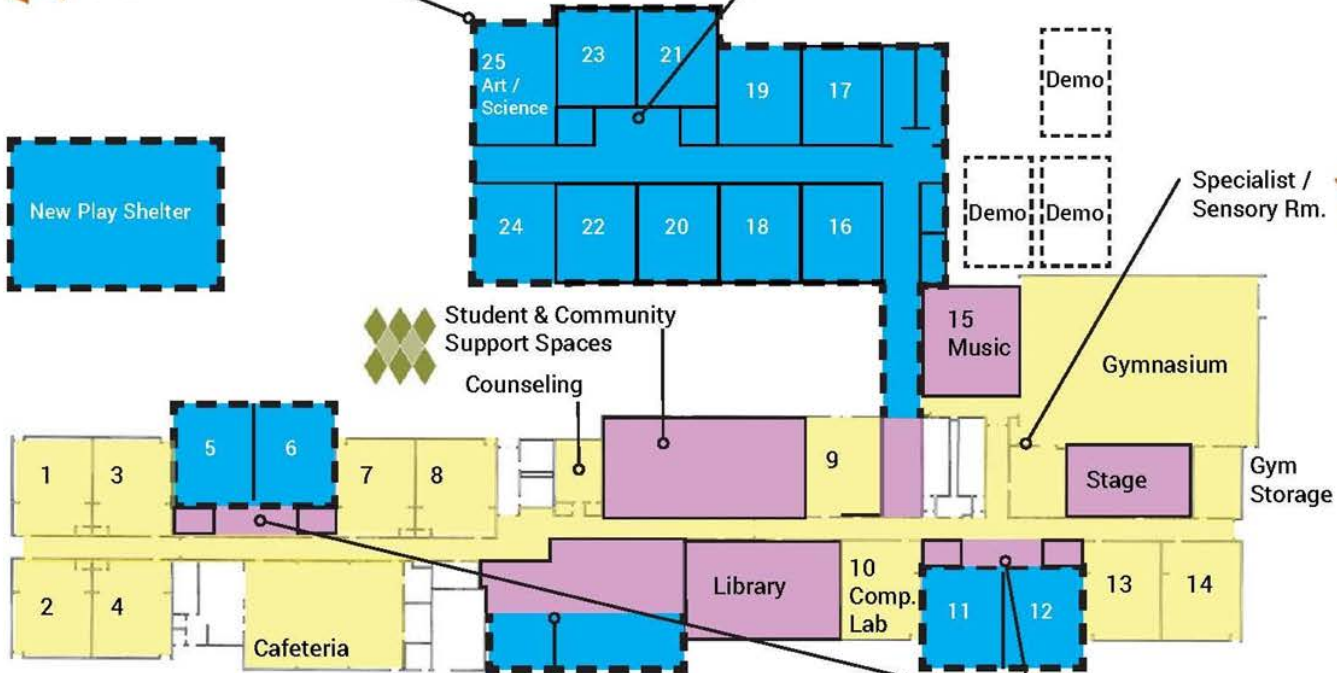 25
Art /
Science
23
21
19
17
Demo
New Play Shelter
Demo
Demo
Specialist /
Sensory Rm.
24
22
20
18
16
Student & Community
Support Spaces
Counseling
15
Music
Gymnasium
1
3
5
6
7
8
9
Stage
Gym
Storage
2
4
Cafeteria
Library
10
Comp.
Lab
11
12
13
14